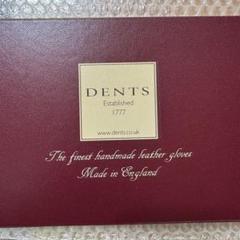 DENTS
Established
1777
www.dents.co.uk
The finest handmade leather gloves
Made in England